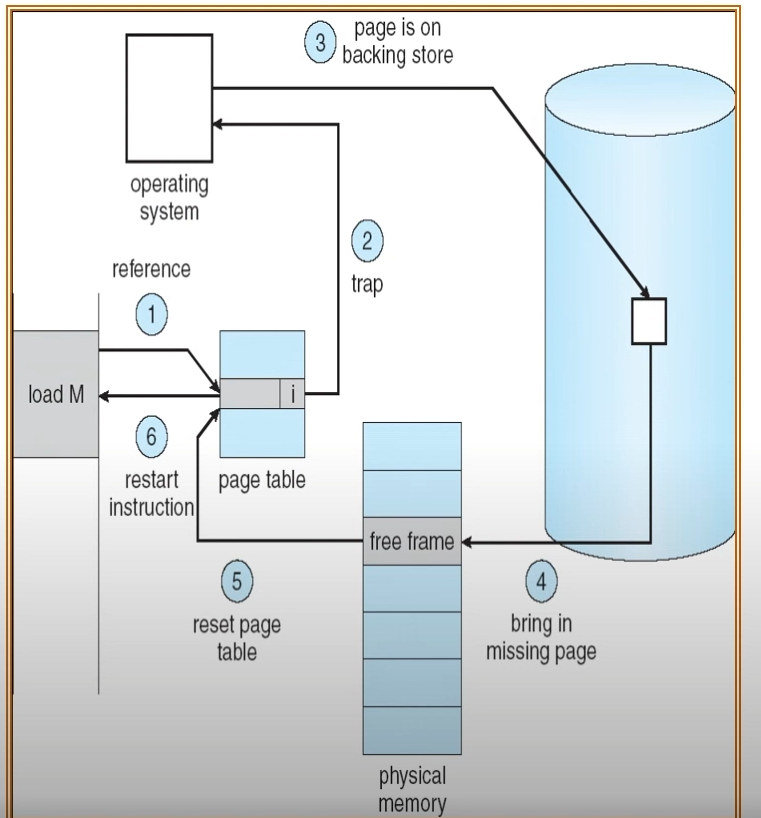 3
page is on
backing store
operating
system
2
trap
reference
1
load M
i
6
restart
instruction
page table
free frame
5
reset page
table
4
bring in
missing page
physical
memory